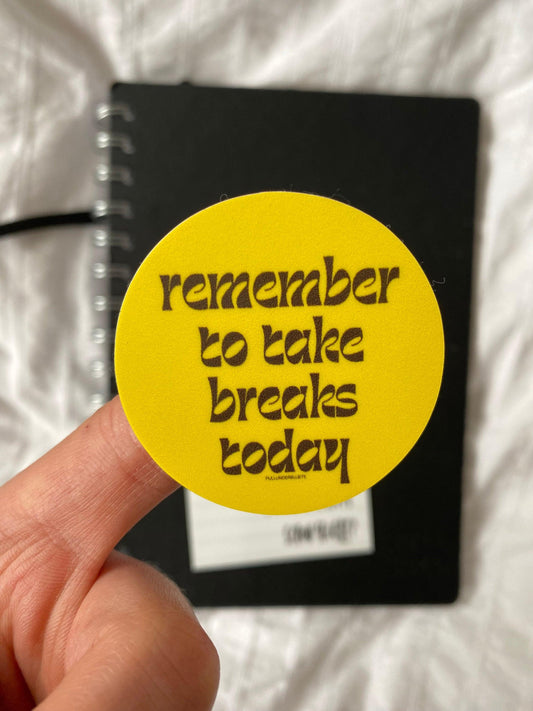 remember
to take
breaks
today